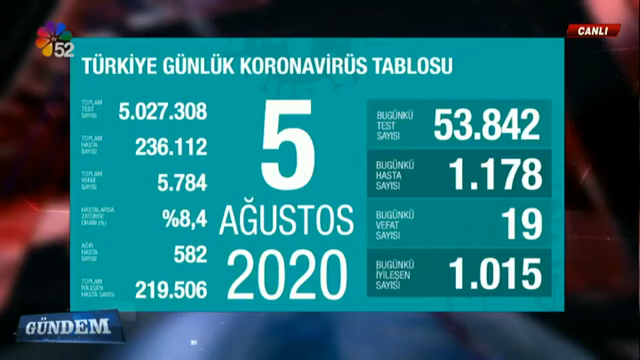 52
CANLI
TÜRKİYE GÜNLÜK KORONAVİRÜS TABLOSU
TOPLAM
TEST
SAYISI
5.027.308
TOPLAM
HASTA
SAYISI
236.112
TOPLAM
VEFAT
SAYISI
5.784
HASTALARDA
ZATÜRRE
ORANI (%)
%8,4
AĞIR
HASTA
SAYISI
582
TOPLAM
İYİLEŞEN
HASTA SAYISI
219.506
5
AĞUSTOS
2020
BUGÜNKÜ
TEST
SAYISI
53.842
BUGÜNKÜ
HASTA
SAYISI
1.178
BUGÜNKÜ
VEFAT
SAYISI
19
BUGÜNKÜ
İYİLEŞEN
SAYISI
1.015
GÜNDEM